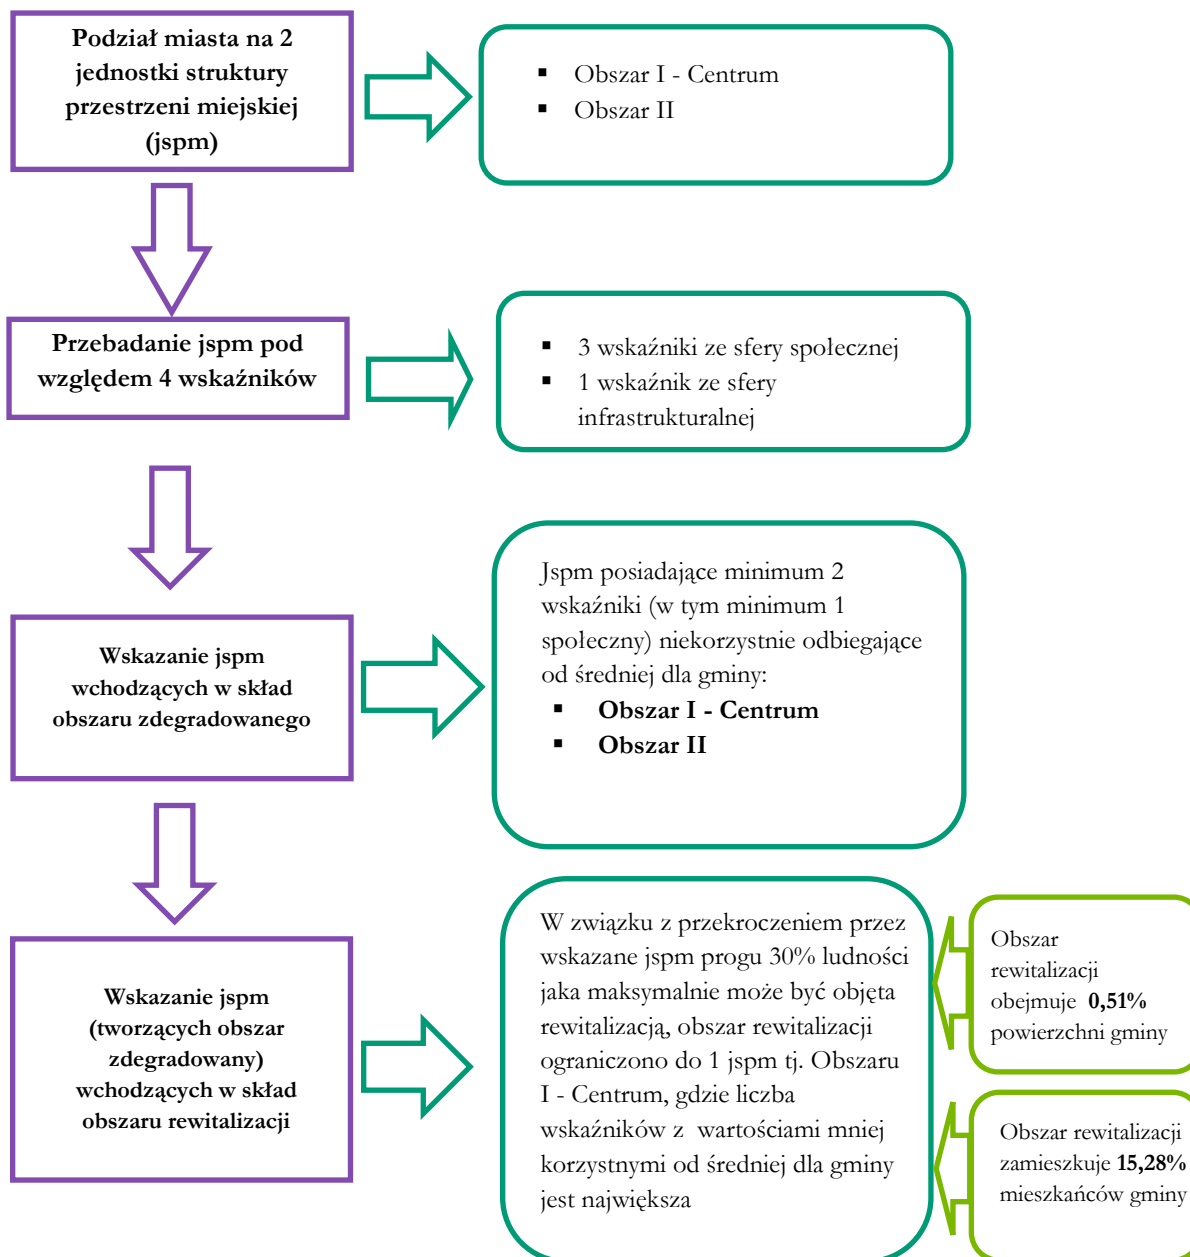 Podział miasta na 2
jednostki struktury
przestrzeni miejskiej
(jspm)
▪ Obszar I - Centrum
▪ Obszar II
Przebadanie jspm pod
względem 4 wskaźników
▪ 3 wskaźniki ze sfery społecznej
▪ 1 wskaźnik ze sfery
infrastrukturalnej
Wskazanie jspm
wchodzących w skład
obszaru zdegradowanego
Jspm posiadające minimum 2
wskaźniki (w tym minimum 1
społeczny) niekorzystnie odbiegające
od średniej dla gminy:
▪ Obszar I - Centrum
▪ Obszar II
Wskazanie jspm
(tworzących obszar
zdegradowany)
wchodzących w skład
obszaru rewitalizacji
W związku z przekroczeniem przez
wskazane jspm progu 30% ludności
jaka maksymalnie może być objęta
rewitalizacją, obszar rewitalizacji
ograniczono do 1 jspm tj. Obszaru
I - Centrum, gdzie liczba
wskaźników z wartościami mniej
korzystnymi od średniej dla gminy
jest największa
Obszar
rewitalizacji
obejmuje 0,51%
powierzchni gminy
Obszar rewitalizacji
zamieszkuje 15,28%
mieszkańców gminy